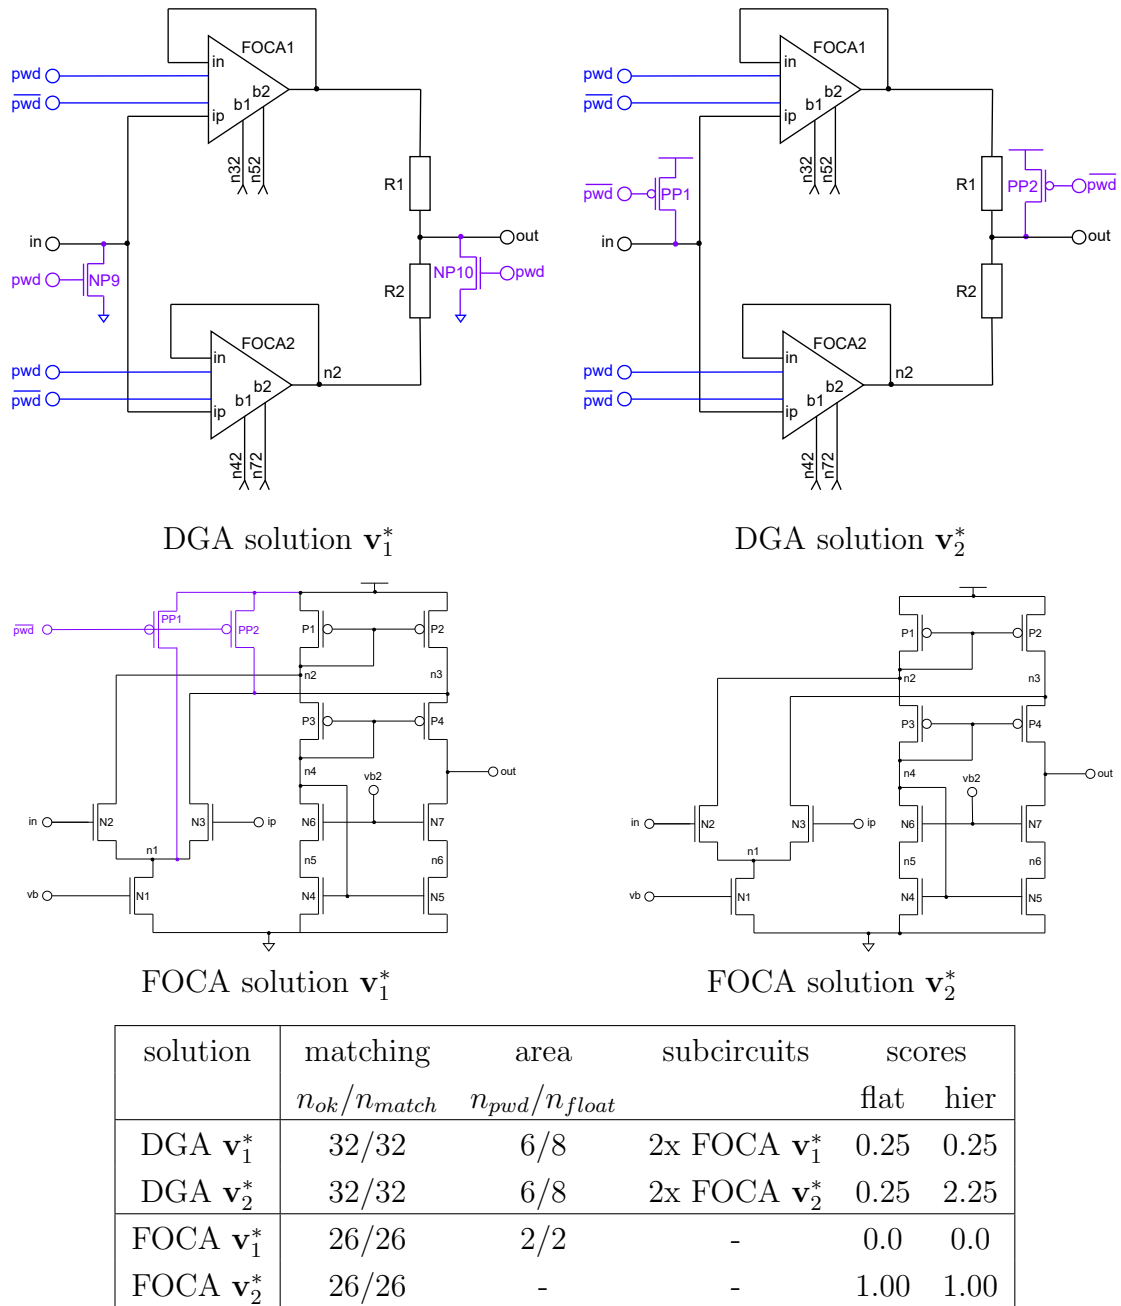 FOCA1
in
pwd
pwd
b2
b1
ip
n32
n52
R1
in
out
pwd
NP9
NP10
pwd
R2
FOCA2
in
n2
pwd
pwd
b2
b1
ip
n42
n72
DGA solution v₁*
FOCA1
in
pwd
pwd
b2
b1
ip
n32
n52
pwd
PP1
R1
PP2
pwd
in
out
R2
FOCA2
in
n2
pwd
pwd
b2
b1
ip
n42
n72
DGA solution v₂*
pwd
PP1
PP2
P1
P2
n2
n3
P3
P4
n4
out
vb2
in
N2
N3
ip
N6
N7
n1
n5
n6
vb
N1
N4
N5
FOCA solution v₁*
P1
P2
n2
n3
P3
P4
n4
out
vb2
in
N2
N3
ip
N6
N7
n1
n5
n6
vb
N1
N4
N5
FOCA solution v₂*
solution matching area subcircuits scores
n_ok/n_match n_pwd/n_float flat hier
DGA v₁* 32/32 6/8 2x FOCA v₁* 0.25 0.25
DGA v₂* 32/32 6/8 2x FOCA v₂* 0.25 2.25
FOCA v₁* 26/26 2/2 - 0.0 0.0
FOCA v₂* 26/26 - - 1.00 1.00